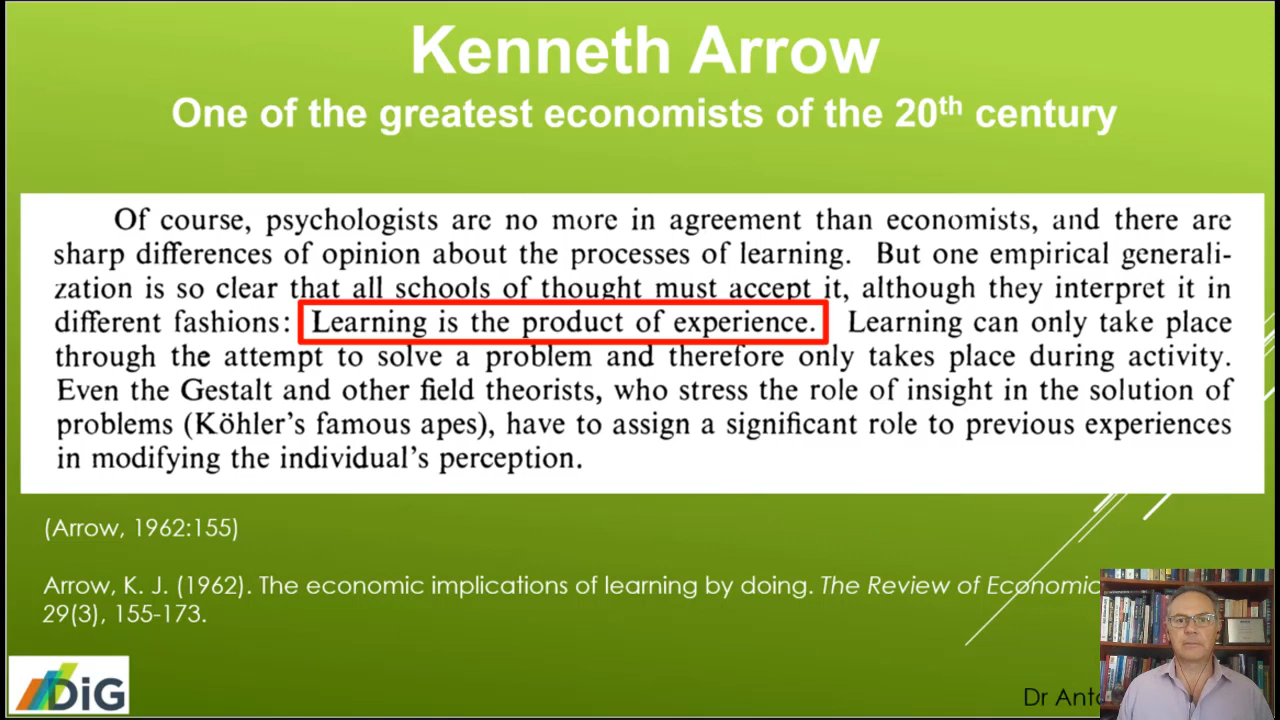 Kenneth Arrow
One of the greatest economists of the 20th century
Of course, psychologists are no more in agreement than economists, and there are
sharp differences of opinion about the processes of learning. But one empirical generali-
zation is so clear that all schools of thought must accept it, although they interpret it in
different fashions: Learning is the product of experience. Learning can only take place
through the attempt to solve a problem and therefore only takes place during activity.
Even the Gestalt and other field theorists, who stress the role of insight in the solution of
problems (Köhler's famous apes), have to assign a significant role to previous experiences
in modifying the individual's perception.
(Arrow, 1962:155)
Arrow, K. J. (1962). The economic implications of learning by doing. The Review of Economic
29(3), 155-173.
DiG
Dr